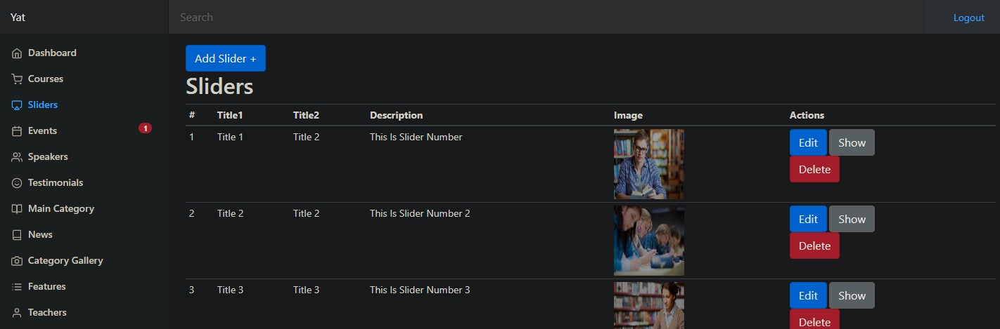 Yat
Search
Logout
Dashboard
Courses
Sliders
Events
1
Speakers
Testimonials
Main Category
News
Category Gallery
Features
Teachers
Add Slider +
Sliders
# Title1 Title2 Description Image Actions
1 Title 1 Title 2 This Is Slider Number Edit Show
Delete
2 Title 2 Title 2 This Is Slider Number 2 Edit Show
Delete
3 Title 3 Title 3 This Is Slider Number 3 Edit Show
Delete